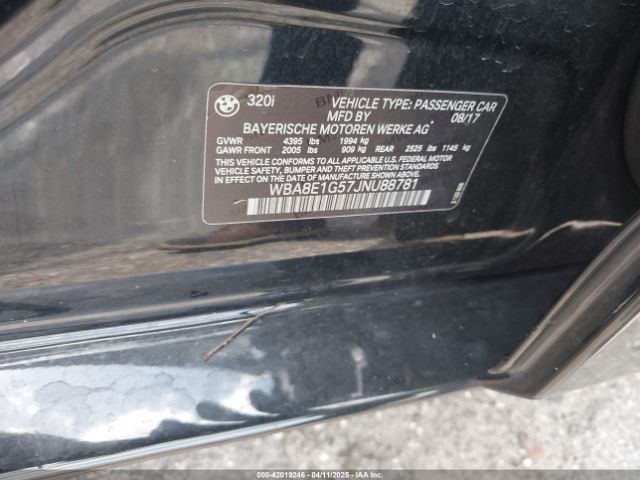 320i VEHICLE TYPE: PASSENGER CAR
MFD BY 08/17
BAYERISCHE MOTOREN WERKE AG*
GVWR 4395 lbs 1994 kg
GAWR FRONT 2005 lbs 909 kg REAR 2525 lbs 1145 kg
THIS VEHICLE CONFORMS TO ALL APPLICABLE U.S. FEDERAL MOTOR
VEHICLE SAFETY, BUMPER AND THEFT PREVENTION STANDARDS IN
EFFECT ON THE DATE OF MANUFACTURE SHOWN ABOVE.
WBA8E1G57JNU88781
000-42019246 - 04/11/2025 - IAAI.COM